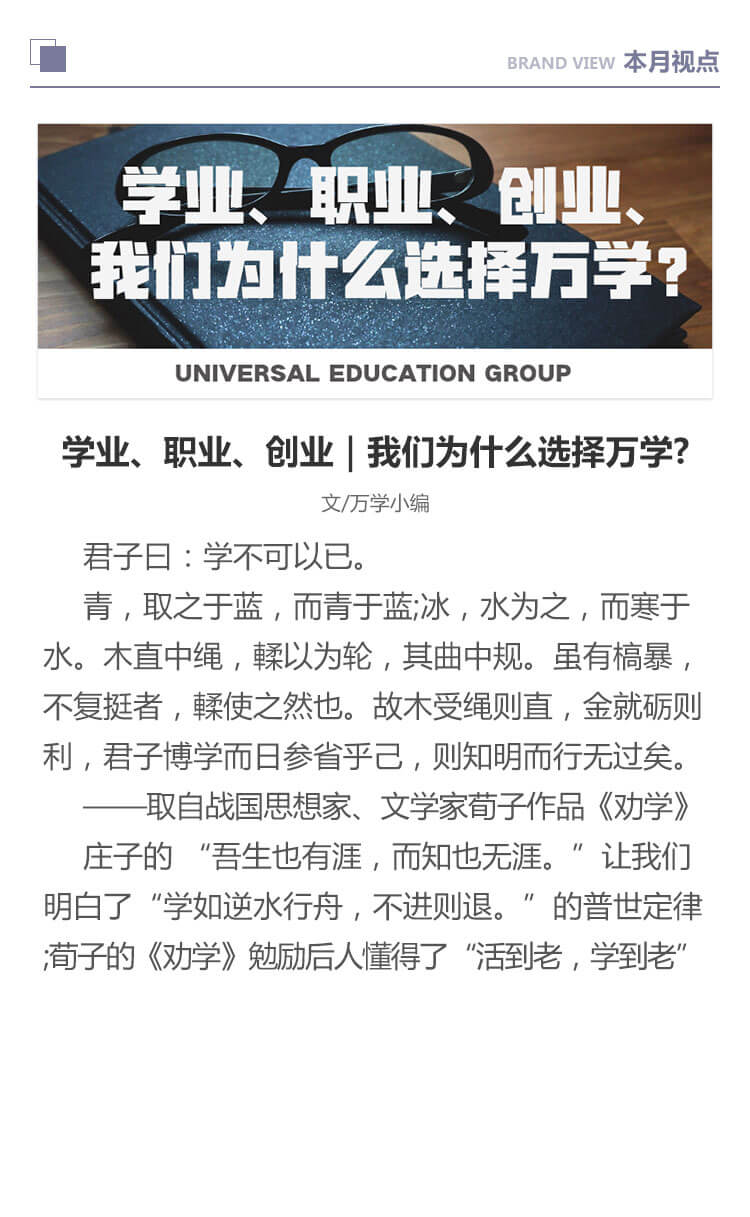 BRAND VIEW 本月视点
学业、职业、创业、
我们为什么选择万学?
UNIVERSAL EDUCATION GROUP
学业、职业、创业｜我们为什么选择万学?
文/万学小编
君子曰：学不可以已。
青，取之于蓝，而青于蓝;冰，水为之，而寒于
水。木直中绳，輮以为轮，其曲中规。虽有槁暴，
不复挺者，輮使之然也。故木受绳则直，金就砺则
利，君子博学而日参省乎己，则知明而行无过矣。
——取自战国思想家、文学家荀子作品《劝学》
庄子的 “吾生也有涯，而知也无涯。” 让我们
明白了 “学如逆水行舟，不进则退。” 的普世定律
;荀子的《劝学》勉励后人懂得了 “活到老，学到老”